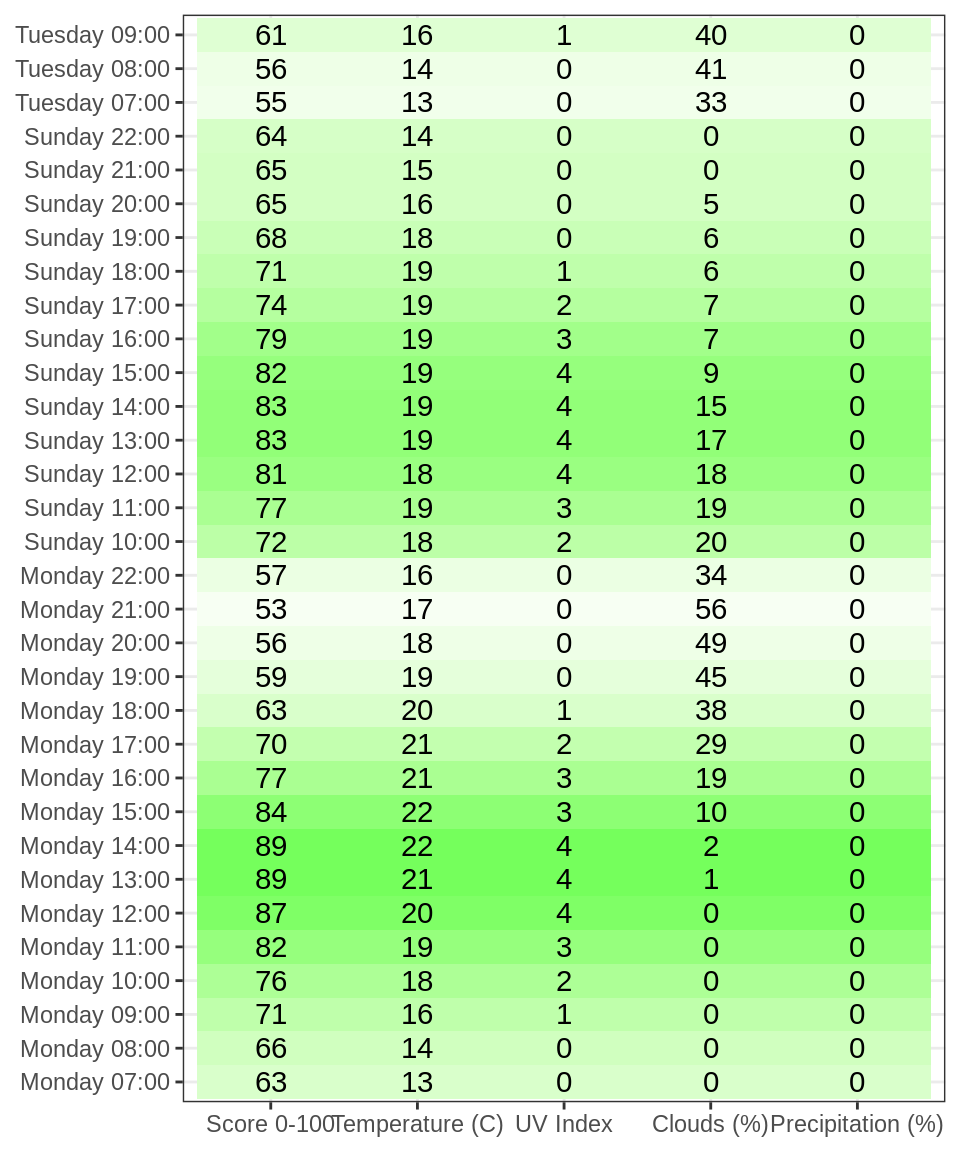 Tuesday 09:00 61 16 1 40 0
Tuesday 08:00 56 14 0 41 0
Tuesday 07:00 55 13 0 33 0
Sunday 22:00 64 14 0 0 0
Sunday 21:00 65 15 0 0 0
Sunday 20:00 65 16 0 5 0
Sunday 19:00 68 18 0 6 0
Sunday 18:00 71 19 1 6 0
Sunday 17:00 74 19 2 7 0
Sunday 16:00 79 19 3 7 0
Sunday 15:00 82 19 4 9 0
Sunday 14:00 83 19 4 15 0
Sunday 13:00 83 19 4 17 0
Sunday 12:00 81 18 4 18 0
Sunday 11:00 77 19 3 19 0
Sunday 10:00 72 18 2 20 0
Monday 22:00 57 16 0 34 0
Monday 21:00 53 17 0 56 0
Monday 20:00 56 18 0 49 0
Monday 19:00 59 19 0 45 0
Monday 18:00 63 20 1 38 0
Monday 17:00 70 21 2 29 0
Monday 16:00 77 21 3 19 0
Monday 15:00 84 22 3 10 0
Monday 14:00 89 22 4 2 0
Monday 13:00 89 21 4 1 0
Monday 12:00 87 20 4 0 0
Monday 11:00 82 19 3 0 0
Monday 10:00 76 18 2 0 0
Monday 09:00 71 16 1 0 0
Monday 08:00 66 14 0 0 0
Monday 07:00 63 13 0 0 0
Score 0-100 Temperature (C) UV Index Clouds (%) Precipitation (%)